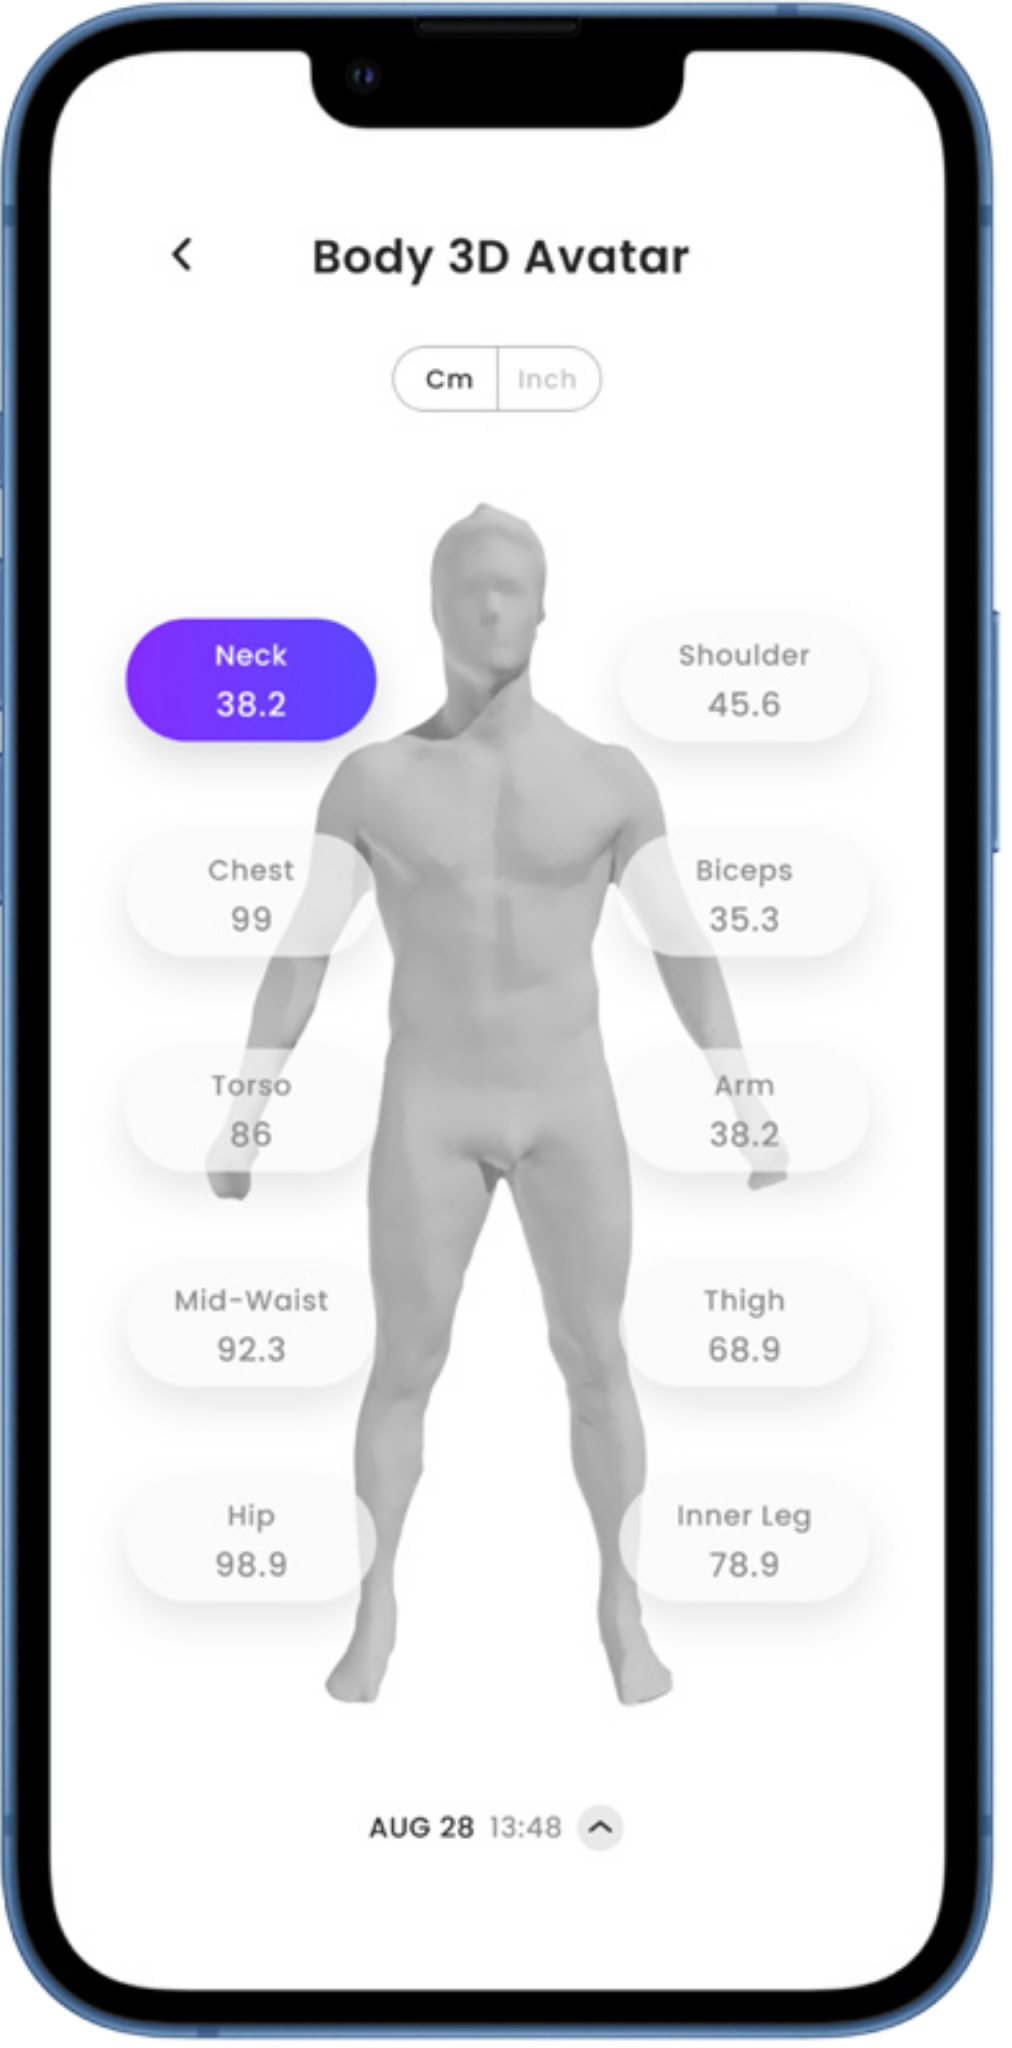 Body 3D Avatar
Cm Inch
Neck
38.2
Shoulder
45.6
Chest
99
Biceps
35.3
Torso
86
Arm
38.2
Mid-Waist
92.3
Thigh
68.9
Hip
98.9
Inner Leg
78.9
AUG 28 13:48